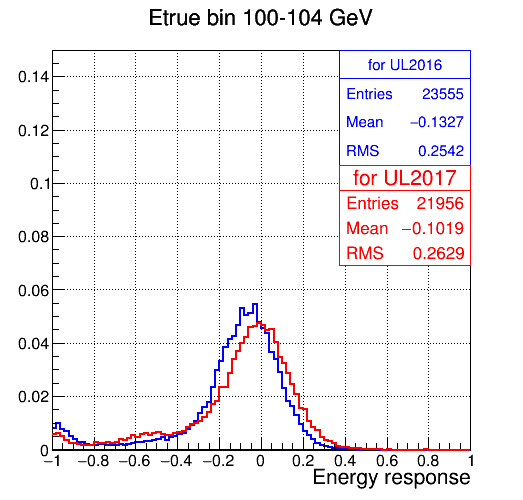 Etrue bin 100-104 GeV
for UL2016
Entries 23555
Mean −0.1327
RMS 0.2542
for UL2017
Entries 21956
Mean −0.1019
RMS 0.2629
0.14
0.12
0.1
0.08
0.06
0.04
0.02
0
−1 −0.8 −0.6 −0.4 −0.2 0 0.2 0.4 0.6 0.8 1
Energy response